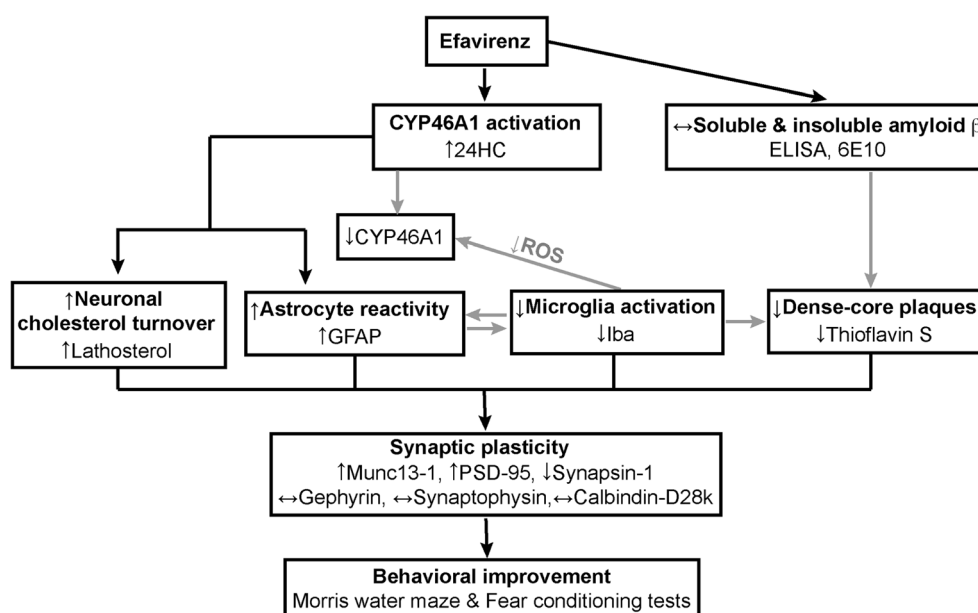 Efavirenz
CYP46A1 activation
↑24HC
↔Soluble & insoluble amyloid β
ELISA, 6E10
↓CYP46A1
↓ROS
↑Neuronal
cholesterol turnover
↑Lathosterol
↑Astrocyte reactivity
↑GFAP
↓Microglia activation
↓Iba
↓Dense-core plaques
↓Thioflavin S
Synaptic plasticity
↑Munc13-1, ↑PSD-95, ↓Synapsin-1
↔Gephyrin, ↔Synaptophysin,↔Calbindin-D28k
Behavioral improvement
Morris water maze & Fear conditioning tests